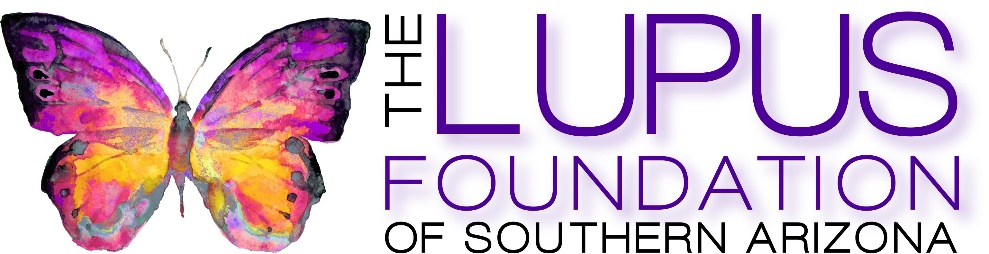 THE LUPUS
FOUNDATION
OF SOUTHERN ARIZONA